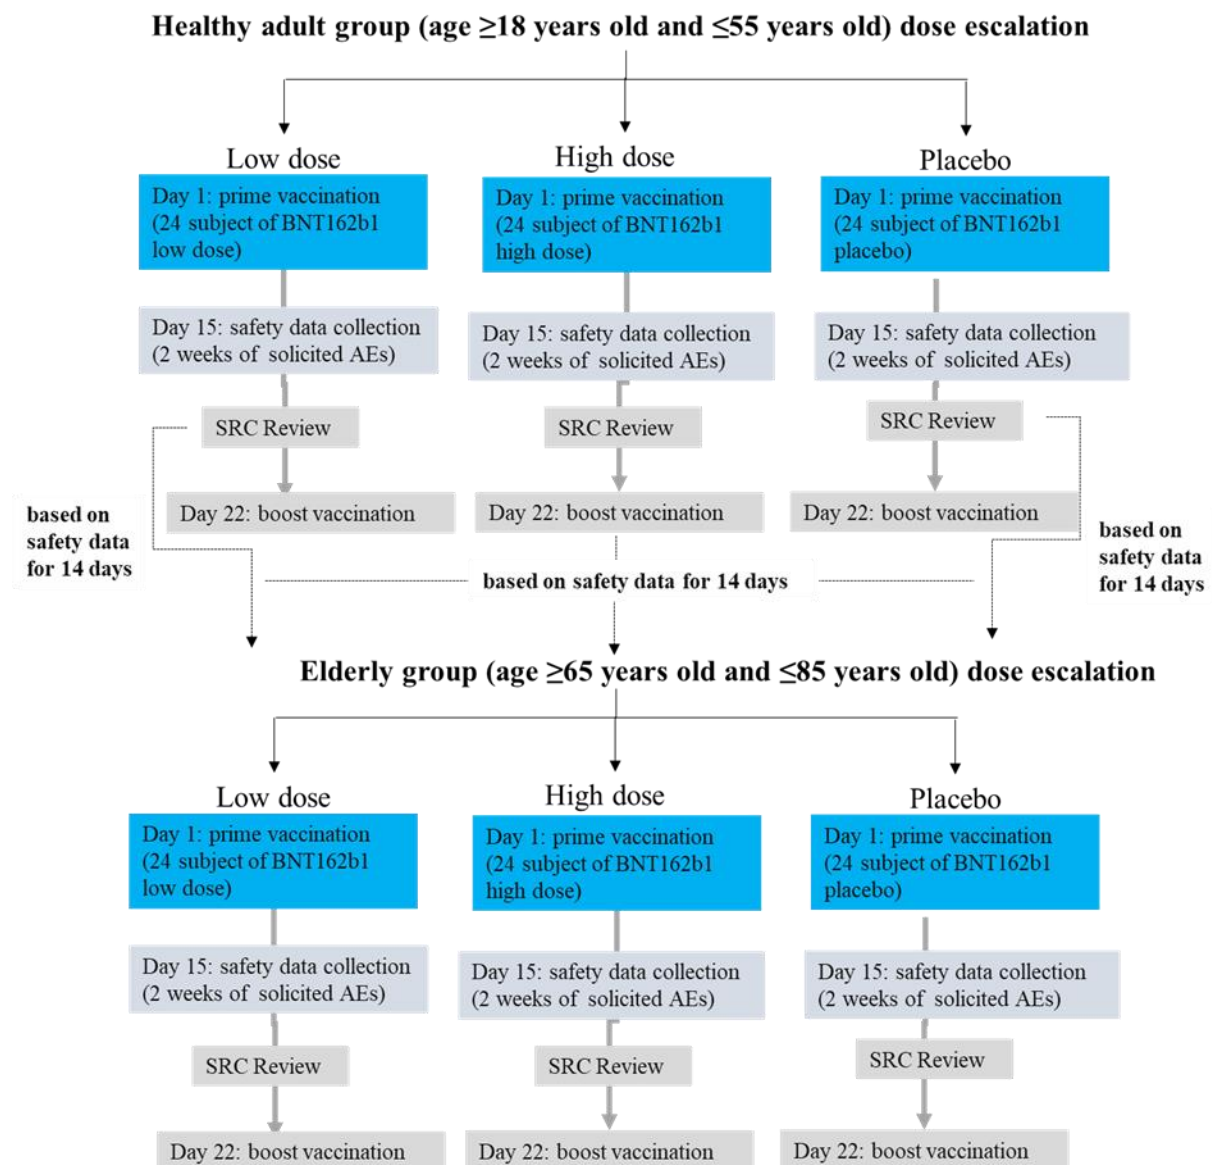 Healthy adult group (age ≥18 years old and ≤55 years old) dose escalation
Low dose
Day 1: prime vaccination
(24 subject of BNT162b1
low dose)
Day 15: safety data collection
(2 weeks of solicited AEs)
SRC Review
Day 22: boost vaccination
High dose
Day 1: prime vaccination
(24 subject of BNT162b1
high dose)
Day 15: safety data collection
(2 weeks of solicited AEs)
SRC Review
Day 22: boost vaccination
Placebo
Day 1: prime vaccination
(24 subject of BNT162b1
placebo)
Day 15: safety data collection
(2 weeks of solicited AEs)
SRC Review
Day 22: boost vaccination
based on
safety data
for 14 days
based on safety data for 14 days
based on
safety data
for 14 days
Elderly group (age ≥65 years old and ≤85 years old) dose escalation
Low dose
Day 1: prime vaccination
(24 subject of BNT162b1
low dose)
Day 15: safety data collection
(2 weeks of solicited AEs)
SRC Review
Day 22: boost vaccination
High dose
Day 1: prime vaccination
(24 subject of BNT162b1
high dose)
Day 15: safety data collection
(2 weeks of solicited AEs)
SRC Review
Day 22: boost vaccination
Placebo
Day 1: prime vaccination
(24 subject of BNT162b1
placebo)
Day 15: safety data collection
(2 weeks of solicited AEs)
SRC Review
Day 22: boost vaccination